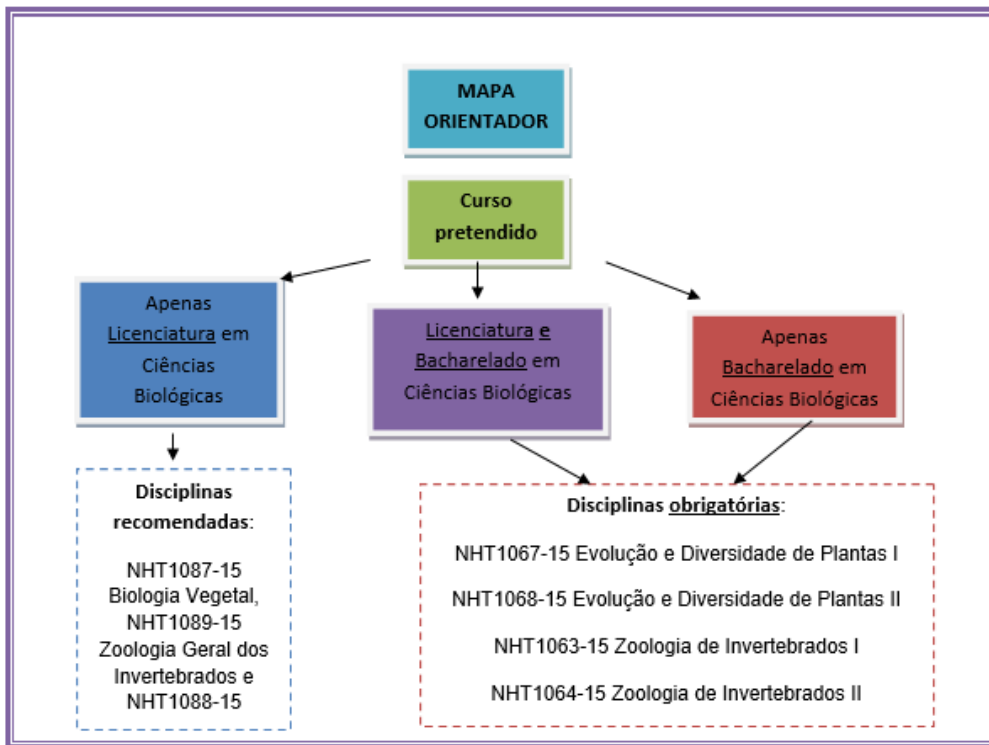 MAPA
ORIENTADOR
Curso
pretendido
Apenas
Licenciatura em
Ciências
Biológicas
Licenciatura e
Bacharelado em
Ciências Biológicas
Apenas
Bacharelado em
Ciências Biológicas
Disciplinas
recomendadas:
NHT1087-15
Biologia Vegetal,
NHT1089-15
Zoologia Geral dos
Invertebrados e
NHT1088-15
Disciplinas obrigatórias:
NHT1067-15 Evolução e Diversidade de Plantas I
NHT1068-15 Evolução e Diversidade de Plantas II
NHT1063-15 Zoologia de Invertebrados I
NHT1064-15 Zoologia de Invertebrados II